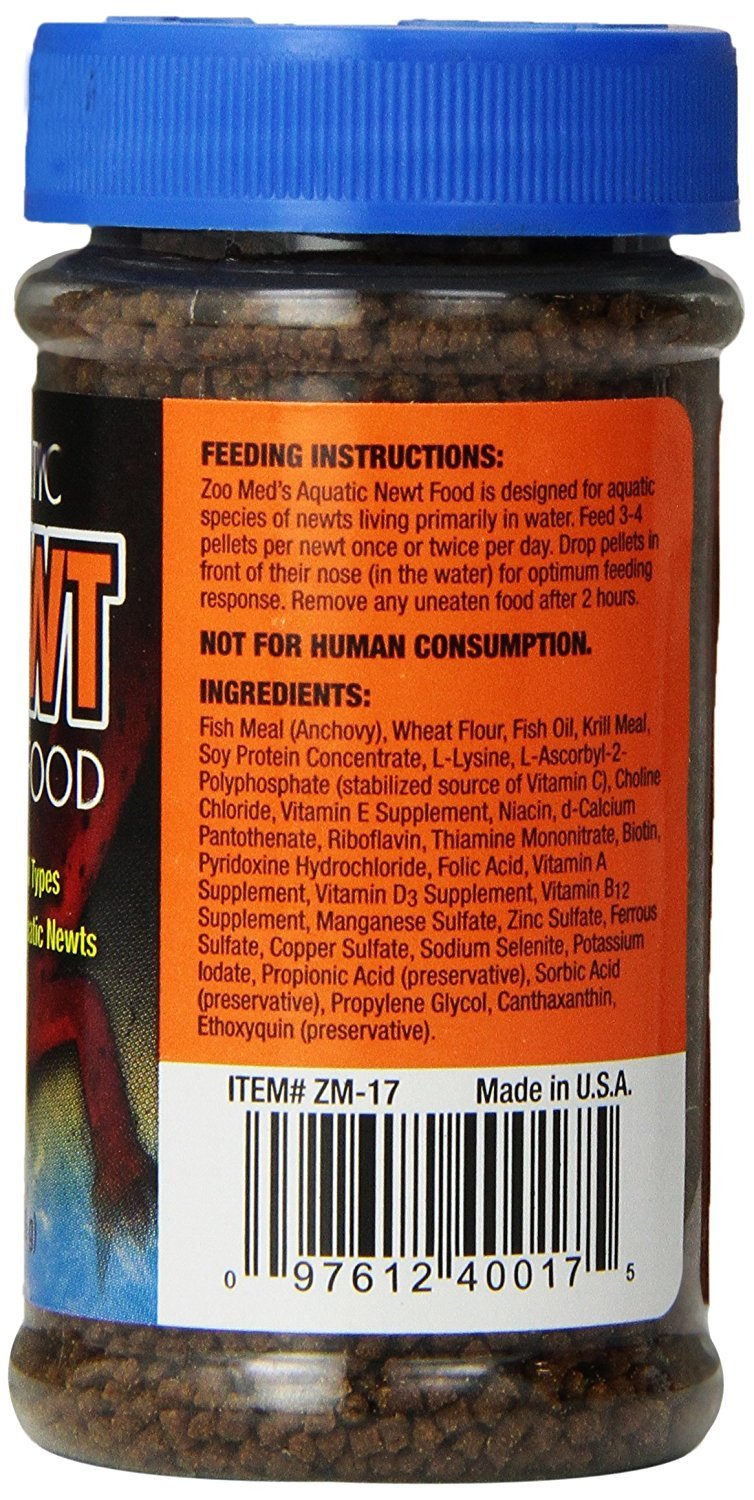 FEEDING INSTRUCTIONS:
Zoo Med's Aquatic Newt Food is designed for aquatic
species of newts living primarily in water. Feed 3-4
pellets per newt once or twice per day. Drop pellets in
front of their nose (in the water) for optimum feeding
response. Remove any uneaten food after 2 hours.
NOT FOR HUMAN CONSUMPTION.
INGREDIENTS:
Fish Meal (Anchovy), Wheat Flour, Fish Oil, Krill Meal,
Soy Protein Concentrate, L-Lysine, L-Ascorbyl-2-
Polyphosphate (stabilized source of Vitamin C), Choline
Chloride, Vitamin E Supplement, Niacin, d-Calcium
Pantothenate, Riboflavin, Thiamine Mononitrate, Biotin,
Pyridoxine Hydrochloride, Folic Acid, Vitamin A
Supplement, Vitamin D3 Supplement, Vitamin B12
Supplement, Manganese Sulfate, Zinc Sulfate, Ferrous
Sulfate, Copper Sulfate, Sodium Selenite, Potassium
Iodate, Propionic Acid (preservative), Sorbic Acid
(preservative), Propylene Glycol, Canthaxanthin,
Ethoxyquin (preservative).
ITEM# ZM-17 Made in U.S.A.
0 97612 40017 5
TIC
WT
OOD
Types
atic Newts
g)